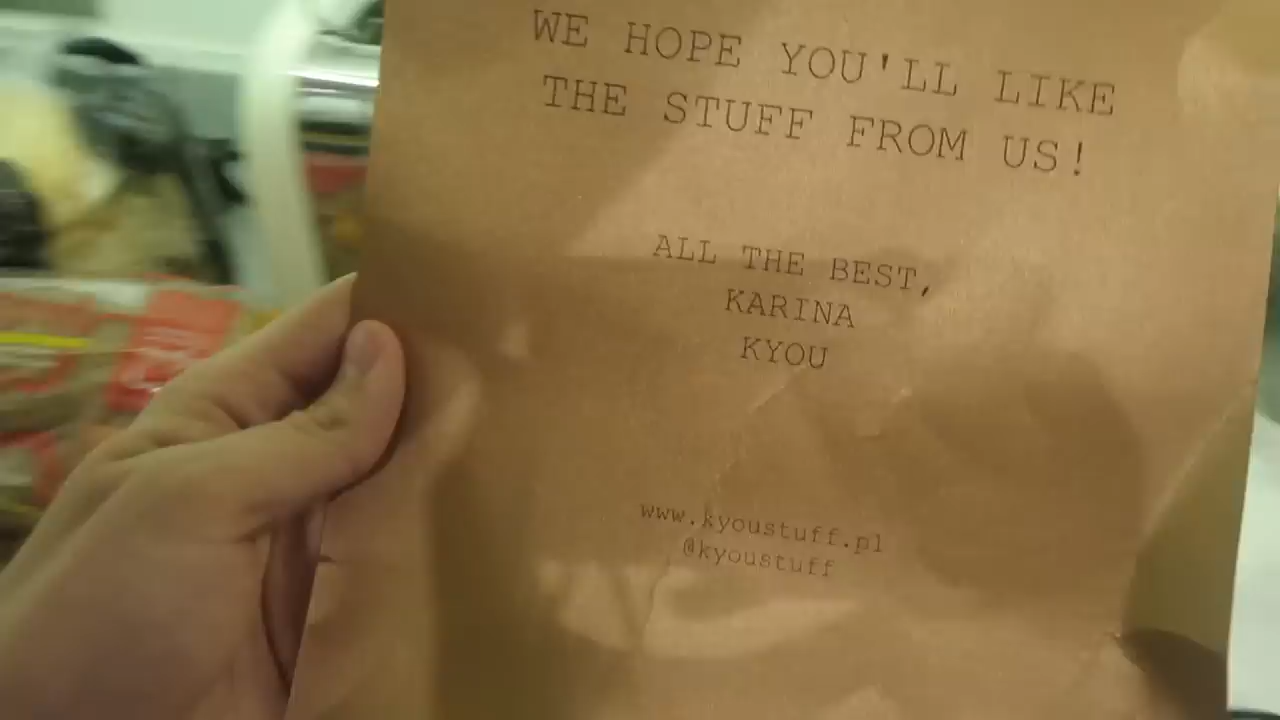 WE HOPE YOU'LL LIKE
THE STUFF FROM US!
ALL THE BEST,
KARINA
KYOU
www.kyoustuff.pl
@kyoustuff